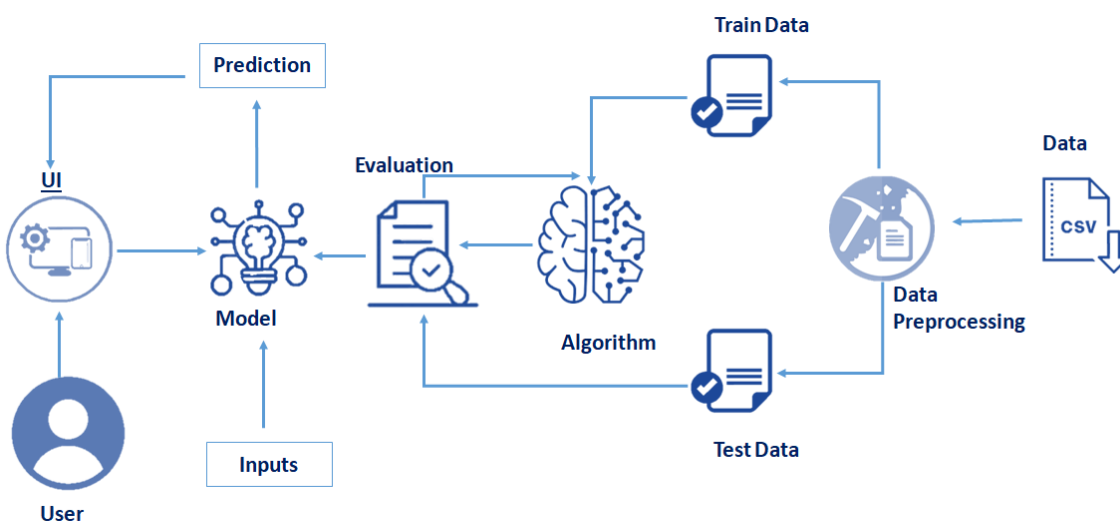 Train Data
Prediction
Data
Evaluation
UI
CSV
Data
Preprocessing
Model
Algorithm
Test Data
Inputs
User